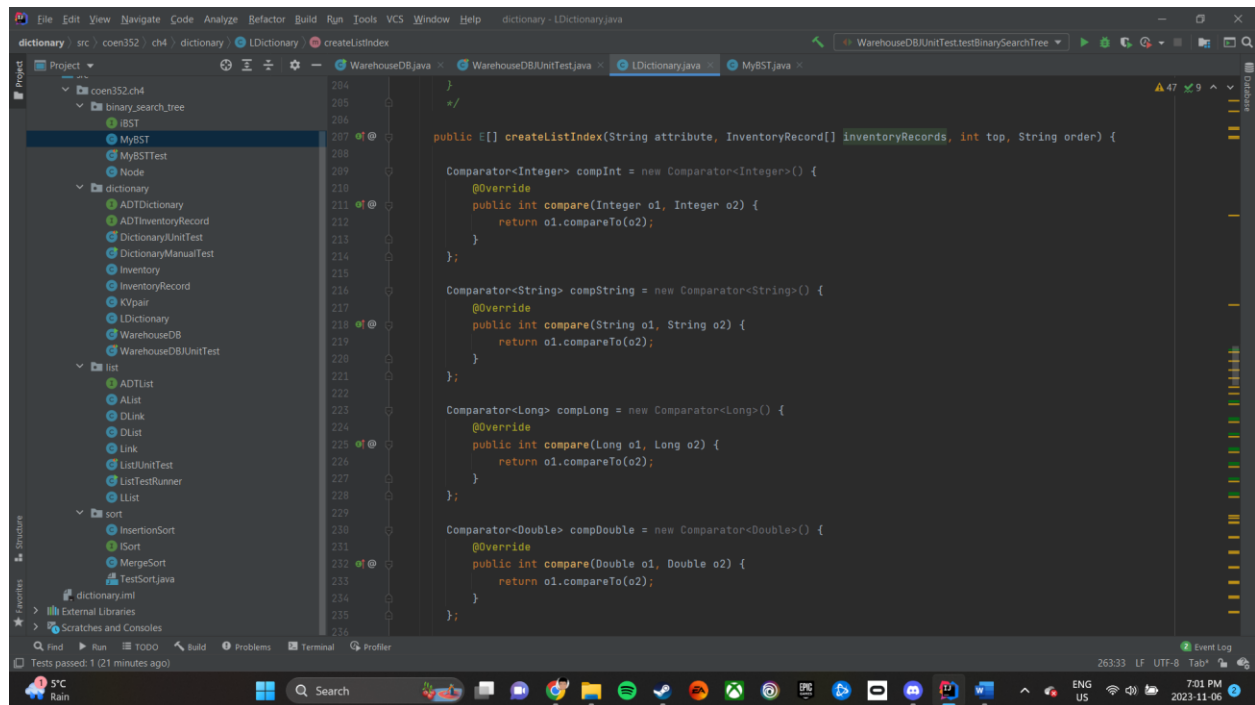 File Edit View Navigate Code Analyze Refactor Build Run Tools VCS Window Help dictionary - LDictionary.java
dictionary src coen352 ch4 dictionary LDictionary createListIndex WarehouseDBJUnitTest.testBinarySearchTree
Project WarehouseDB.java WarehouseDBJUnitTest.java LDictionary.java MyBST.java
Project
Structure
Favorites
Database
47 9
coen352.ch4
binary_search_tree
iBST
MyBST
MyBSTTest
Node
dictionary
ADTDictionary
ADTInventoryRecord
DictionaryJUnitTest
DictionaryManualTest
Inventory
InventoryRecord
KVpair
LDictionary
WarehouseDB
WarehouseDBJUnitTest
list
ADTList
AList
DLink
DList
Link
ListJUnitTest
ListTestRunner
LList
sort
InsertionSort
ISort
MergeSort
TestSort.java
dictionary.iml
External Libraries
Scratches and Consoles
204 }
205 */
206
207 @ public E[] createListIndex(String attribute, InventoryRecord[] inventoryRecords, int top, String order) {
208
209 Comparator<Integer> compInt = new Comparator<Integer>() {
210 @Override
211 @ public int compare(Integer o1, Integer o2) {
212 return o1.compareTo(o2);
213 }
214 };
215
216 Comparator<String> compString = new Comparator<String>() {
217 @Override
218 @ public int compare(String o1, String o2) {
219 return o1.compareTo(o2);
220 }
221 };
222
223 Comparator<Long> compLong = new Comparator<Long>() {
224 @Override
225 @ public int compare(Long o1, Long o2) {
226 return o1.compareTo(o2);
227 }
228 };
229
230 Comparator<Double> compDouble = new Comparator<Double>() {
231 @Override
232 @ public int compare(Double o1, Double o2) {
233 return o1.compareTo(o2);
234 }
235 };
236
Find Run TODO Build Problems Terminal Profiler 2 Event Log
Tests passed: 1 (21 minutes ago) 263:33 LF UTF-8 Tab*
1 5°C
Rain
Search
EPIC
ENG
US
7:01 PM
2023-11-06
2